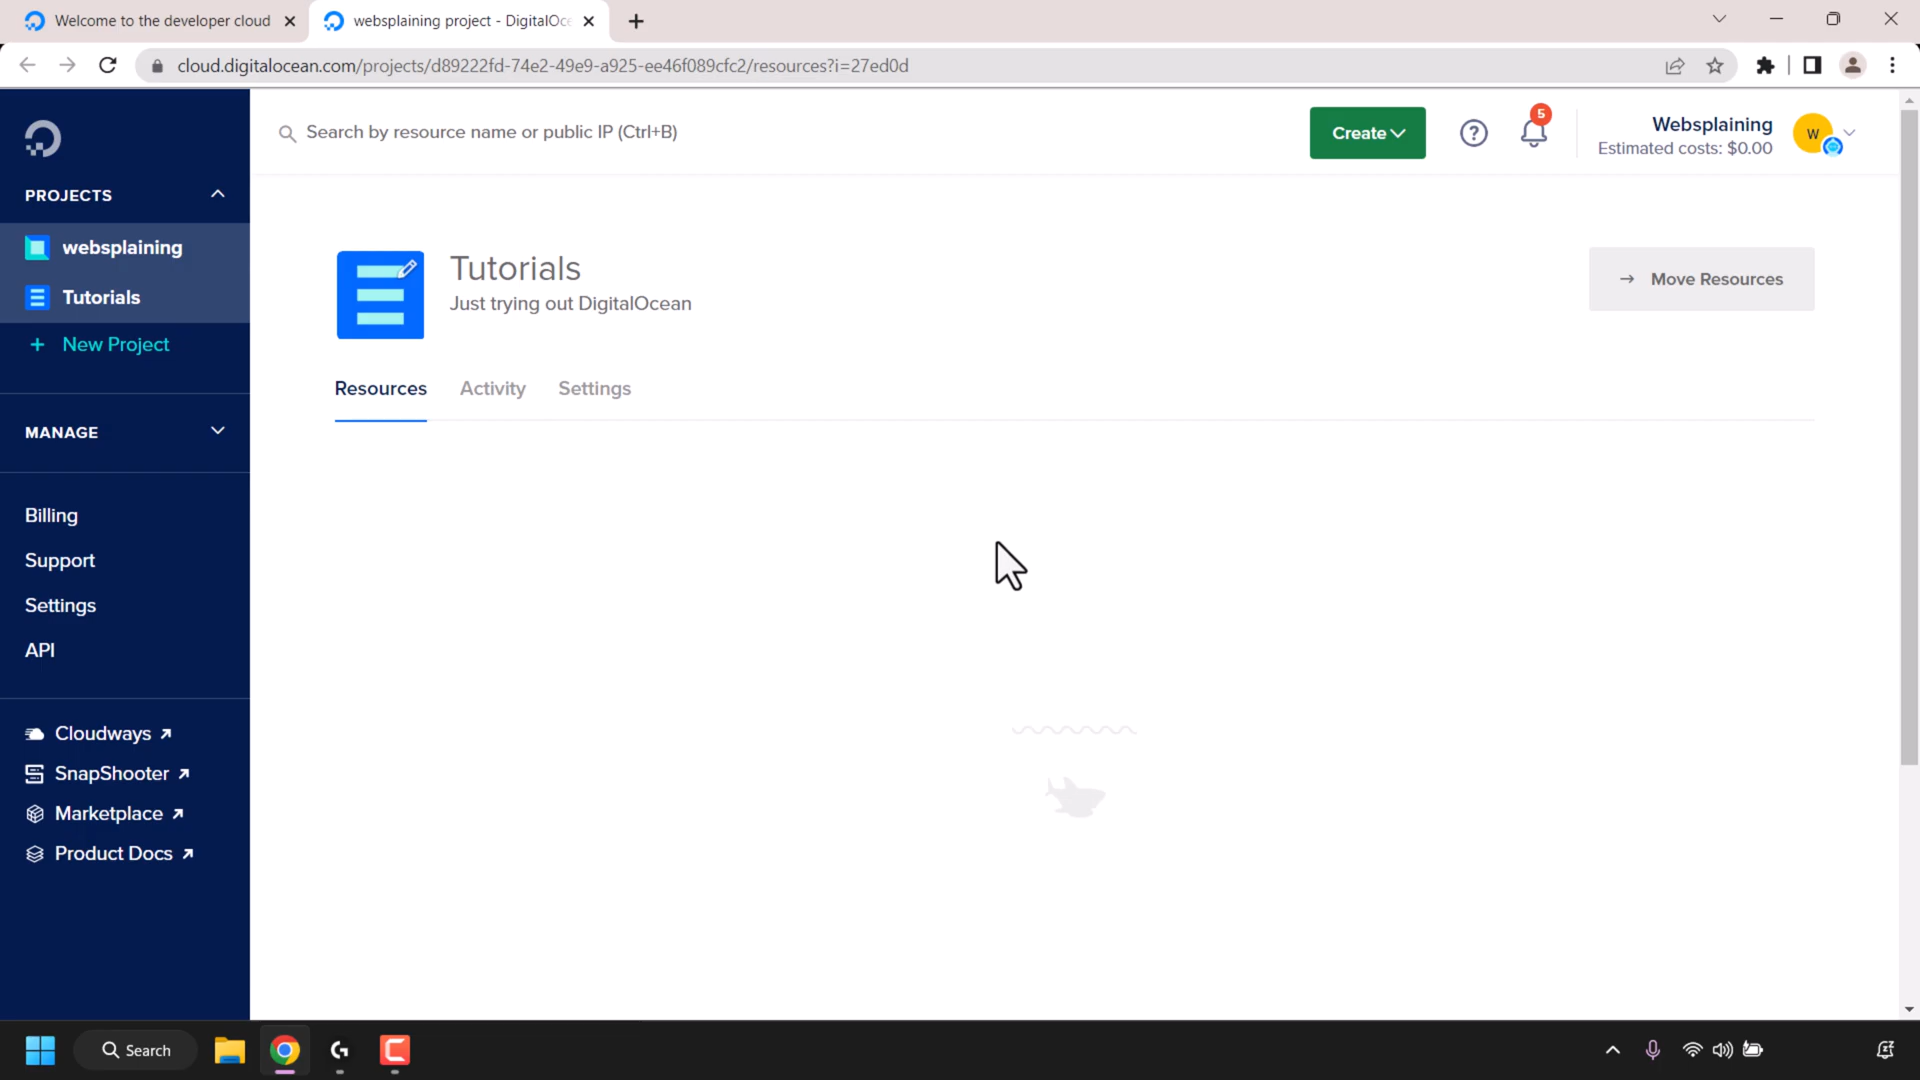 Welcome to the developer cloud
websplaining project - DigitalOc
cloud.digitalocean.com/projects/d89222fd-74e2-49e9-a925-ee46f089cfc2/resources?i=27ed0d
Search by resource name or public IP (Ctrl+B)
Create
5
Websplaining
Estimated costs: $0.00
W
PROJECTS
websplaining
Tutorials
+ New Project
MANAGE
Billing
Support
Settings
API
Cloudways
SnapShooter
Marketplace
Product Docs
Tutorials
Just trying out DigitalOcean
→ Move Resources
Resources
Activity
Settings
Search